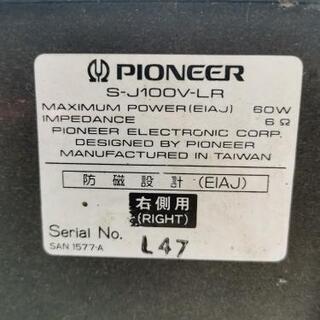 PIONEER
S-J100V-LR
MAXIMUM POWER(EIAJ) 60W
IMPEDANCE 6Ω
PIONEER ELECTRONIC CORP.
DESIGNED BY PIONEER
MANUFACTURED IN TAIWAN
防磁設計(EIAJ)
右側用
(RIGHT)
Serial No. L47
SAN 1577-A